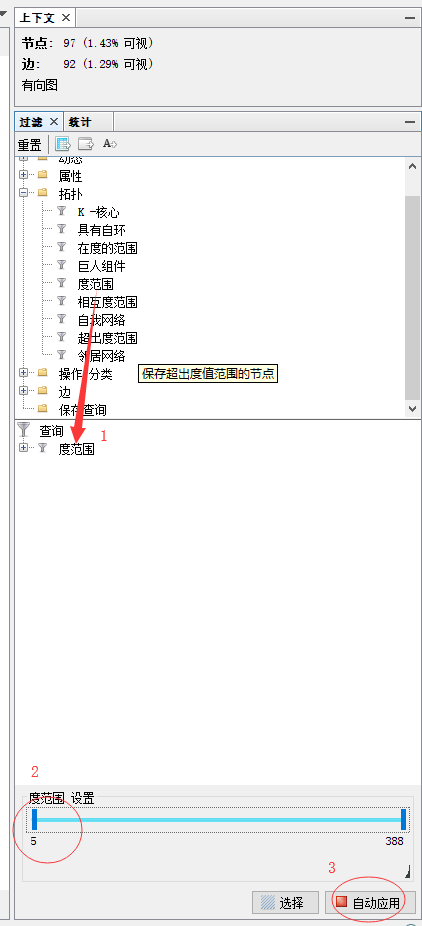 上下文
节点: 97 (1.43% 可视)
边: 92 (1.29% 可视)
有向图
过滤 统计
重置 A
动态
属性
拓扑
K -核心
具有自环
在度的范围
巨人组件
度范围
相互度范围
自我网络
超出度范围
邻居网络
操作 分类
保存超出度值范围的节点
边
保存查询
查询
1
度范围
2
度范围 设置
5 388
3
选择 自动应用